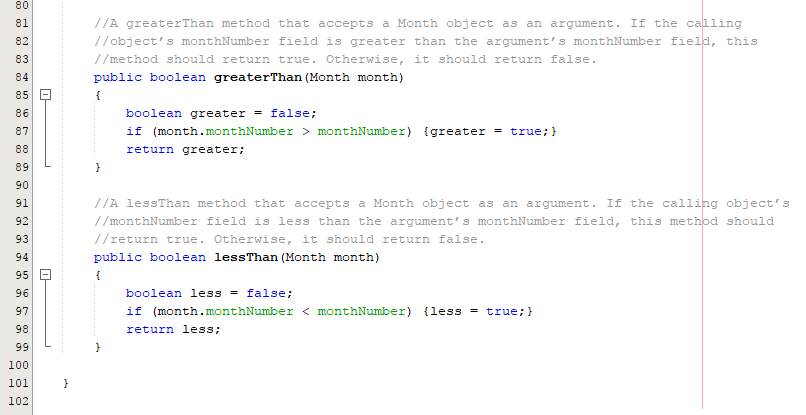 80
81 //A greaterThan method that accepts a Month object as an argument. If the calling
82 //object’s monthNumber field is greater than the argument’s monthNumber field, this
83 //method should return true. Otherwise, it should return false.
84 public boolean greaterThan(Month month)
85 {
86 boolean greater = false;
87 if (month.monthNumber > monthNumber) {greater = true;}
88 return greater;
89 }
90
91 //A lessThan method that accepts a Month object as an argument. If the calling object’s
92 //monthNumber field is less than the argument’s monthNumber field, this method should
93 //return true. Otherwise, it should return false.
94 public boolean lessThan(Month month)
95 {
96 boolean less = false;
97 if (month.monthNumber < monthNumber) {less = true;}
98 return less;
99 }
100
101 }
102